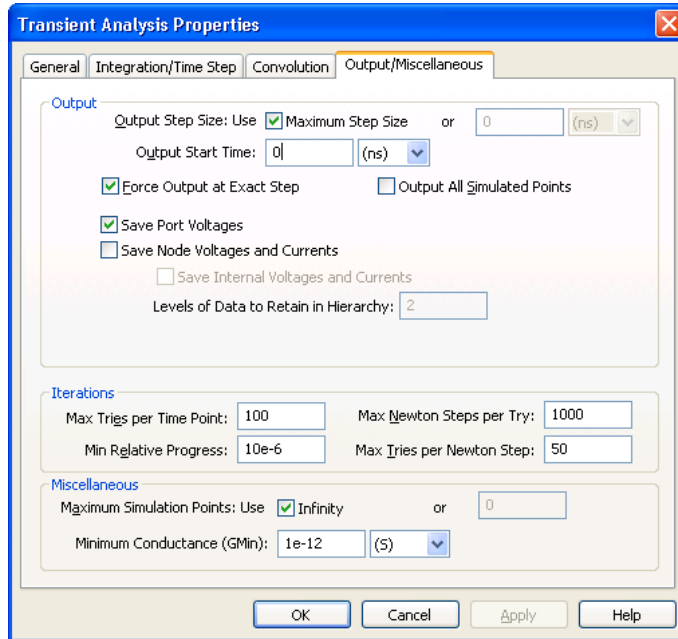 Transient Analysis Properties
General Integration/Time Step Convolution Output/Miscellaneous
Output
Output Step Size: Use Maximum Step Size or 0 (ns)
Output Start Time: 0 (ns)
Force Output at Exact Step Output All Simulated Points
Save Port Voltages
Save Node Voltages and Currents
Save Internal Voltages and Currents
Levels of Data to Retain in Hierarchy: 2
Iterations
Max Tries per Time Point: 100 Max Newton Steps per Try: 1000
Min Relative Progress: 10e-6 Max Tries per Newton Step: 50
Miscellaneous
Maximum Simulation Points: Use Infinity or 0
Minimum Conductance (GMin): 1e-12 (S)
OK Cancel Apply Help